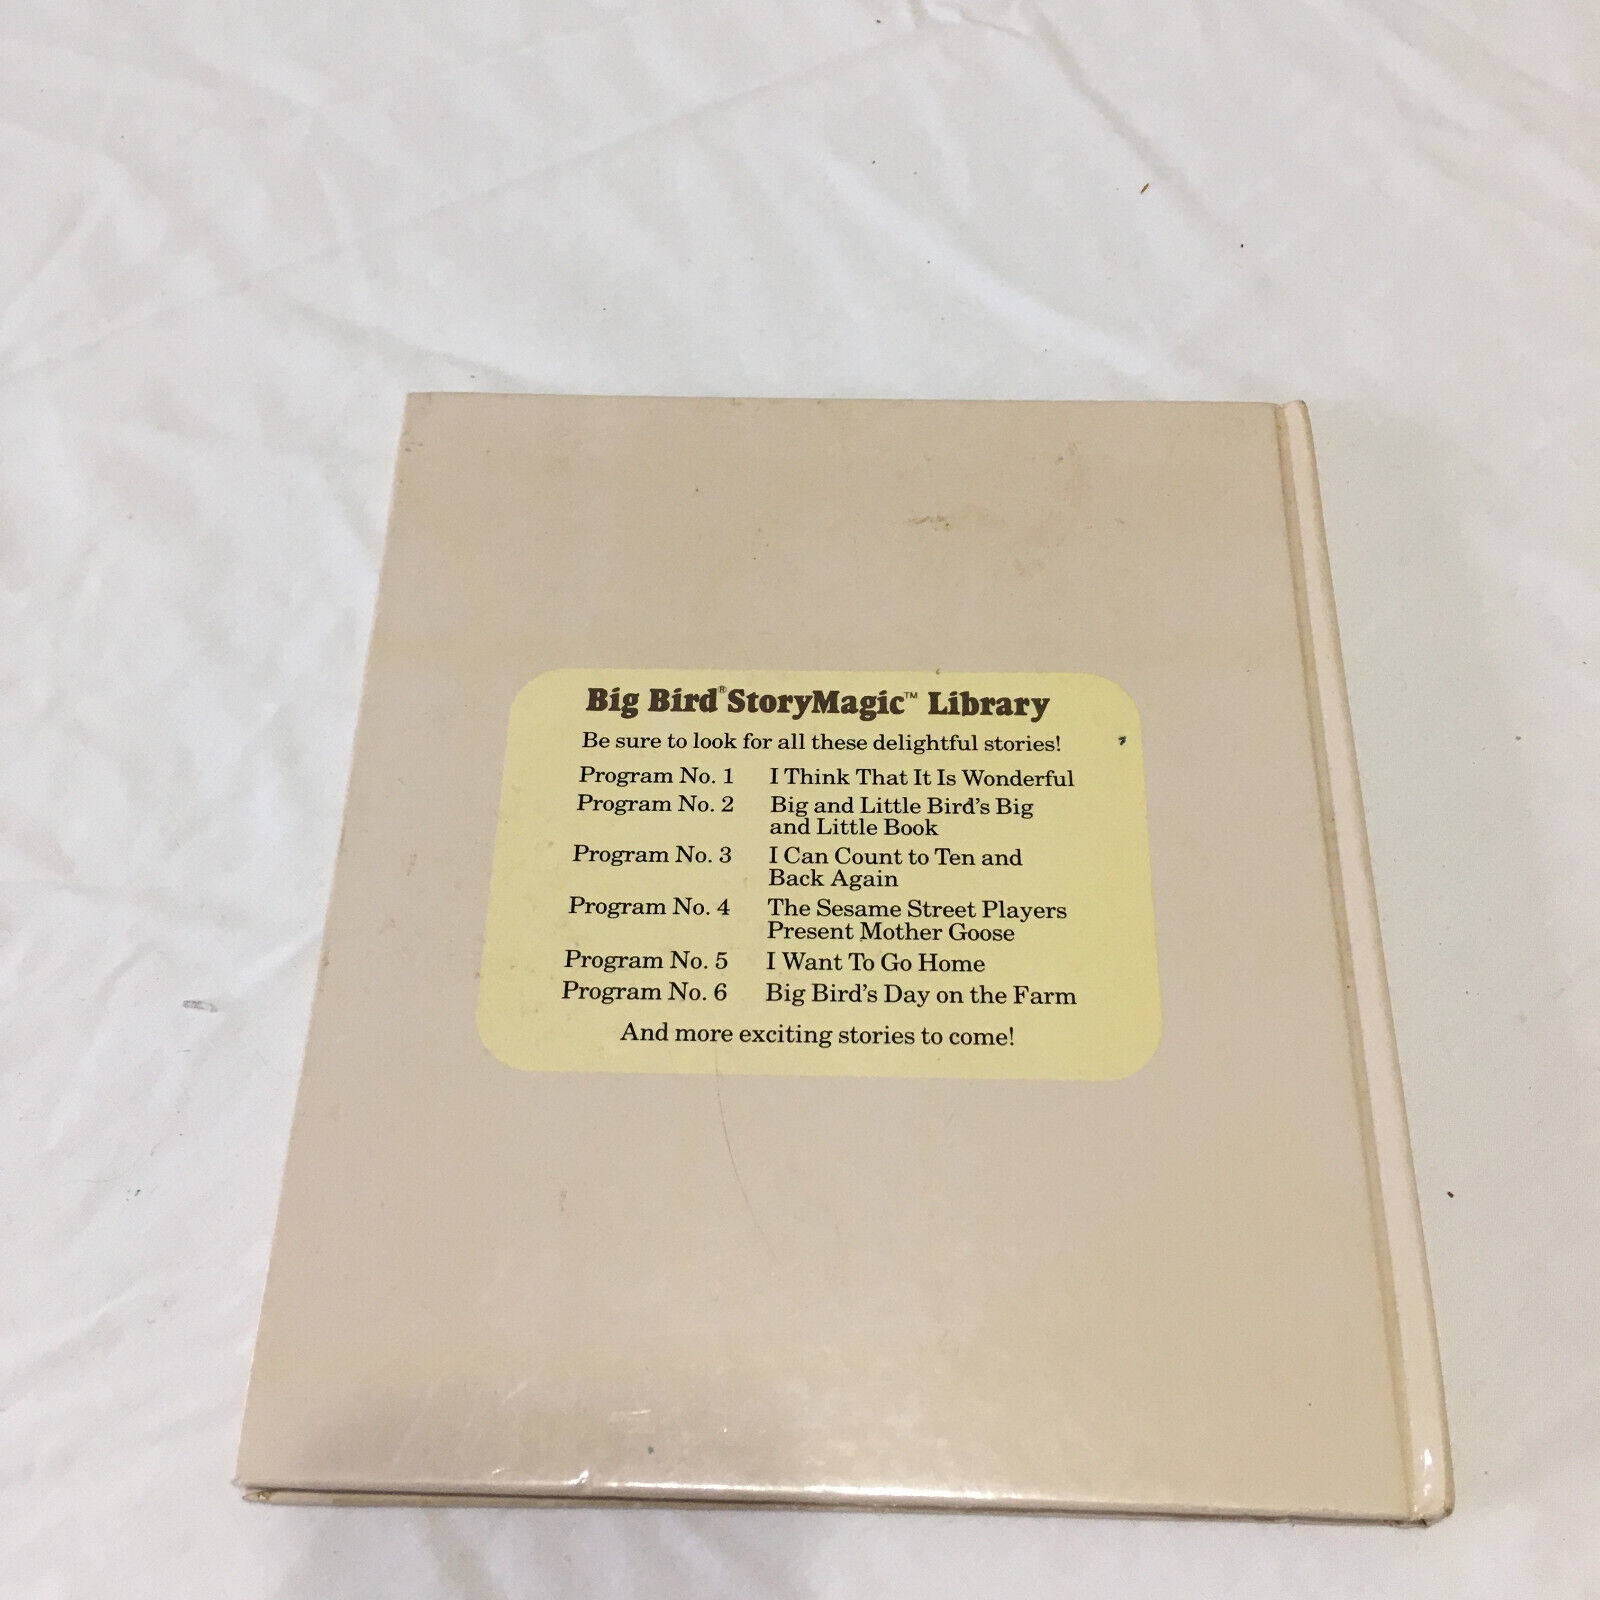 Big Bird® StoryMagic™ Library
Be sure to look for all these delightful stories!
Program No. 1 I Think That It Is Wonderful
Program No. 2 Big and Little Bird's Big
and Little Book
Program No. 3 I Can Count to Ten and
Back Again
Program No. 4 The Sesame Street Players
Present Mother Goose
Program No. 5 I Want To Go Home
Program No. 6 Big Bird's Day on the Farm
And more exciting stories to come!